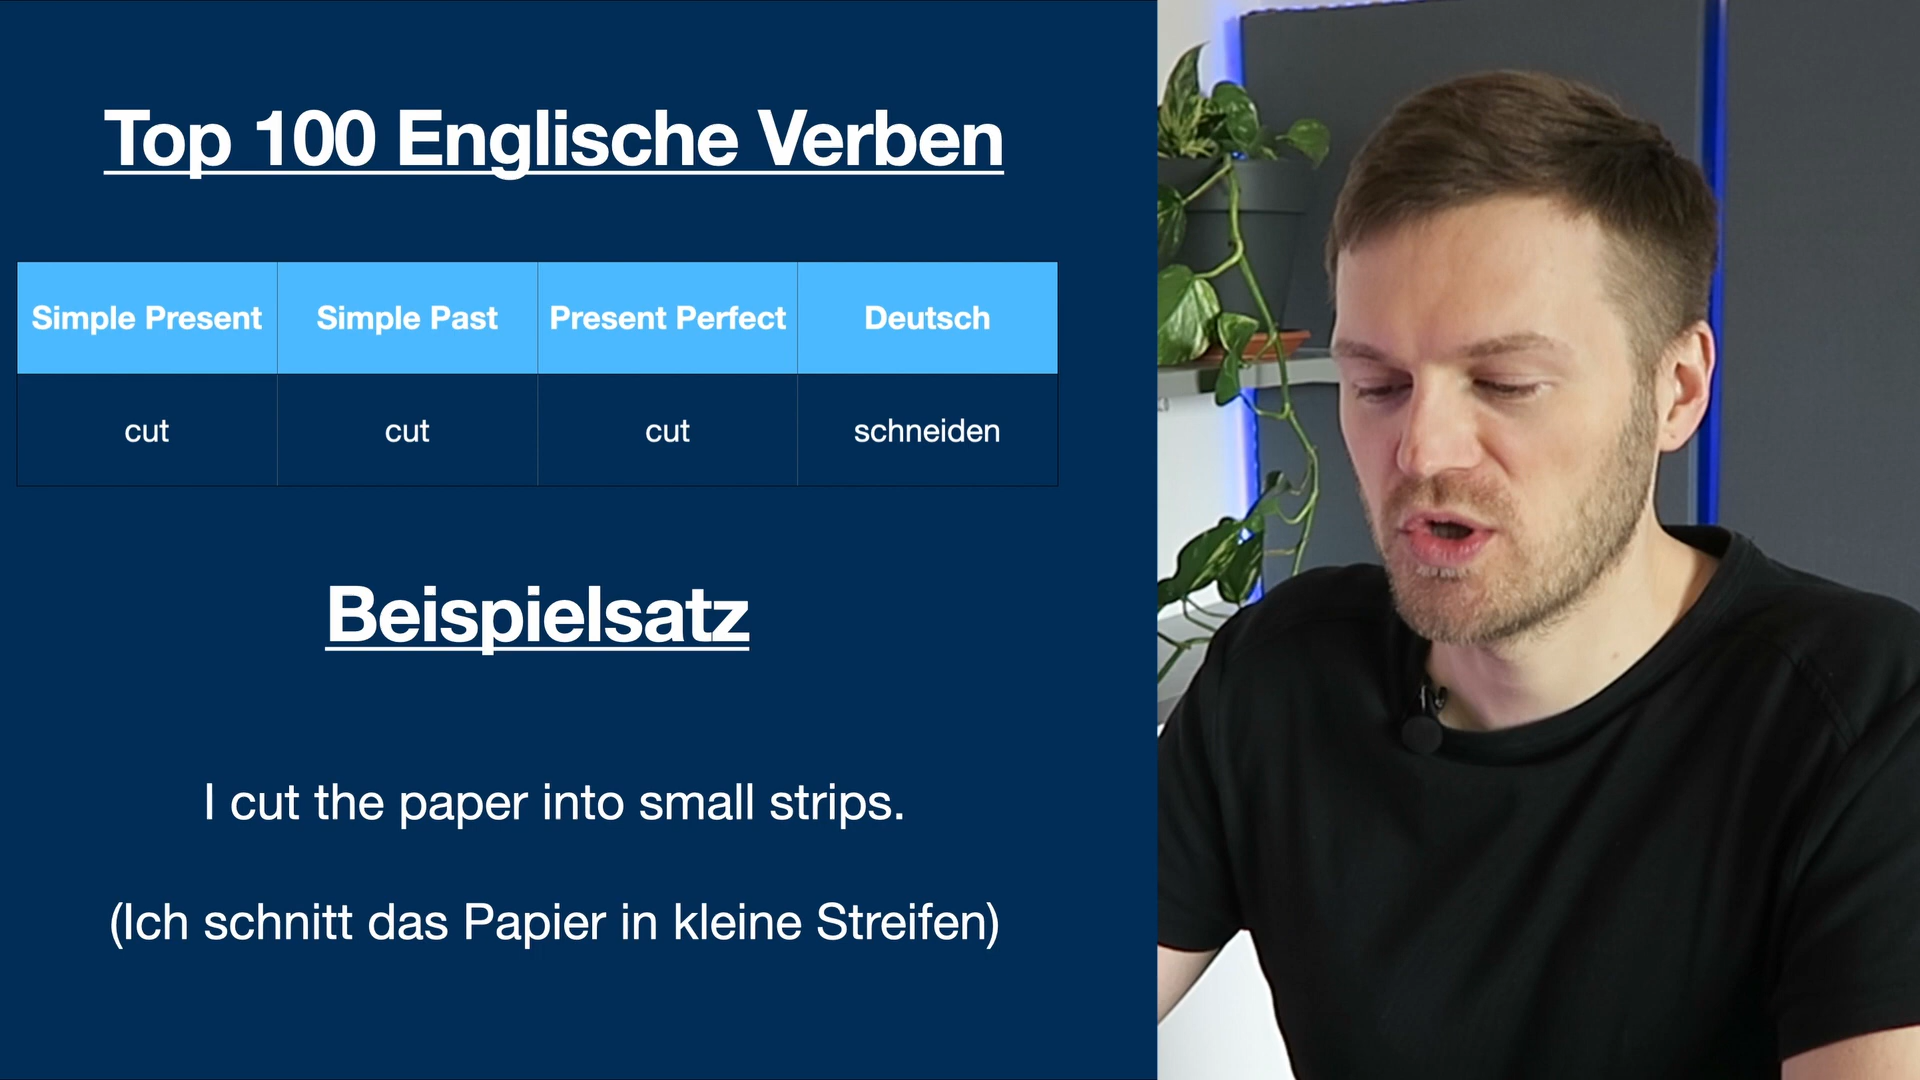 Top 100 Englische Verben
Simple Present Simple Past Present Perfect Deutsch
cut cut cut schneiden
Beispielsatz
I cut the paper into small strips.
(Ich schnitt das Papier in kleine Streifen)